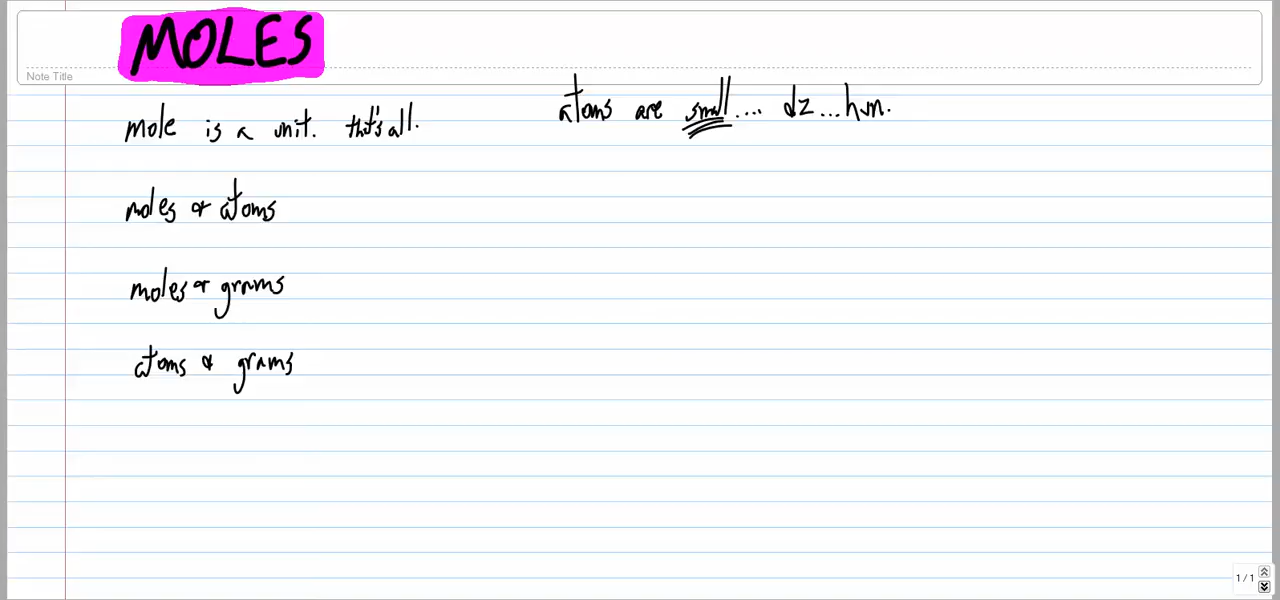 MOLES
Note Title
atoms are small.... dz...hvn.
mole is a unit. that's all.
moles & atoms
moles & grams
atoms & grams
1 / 1